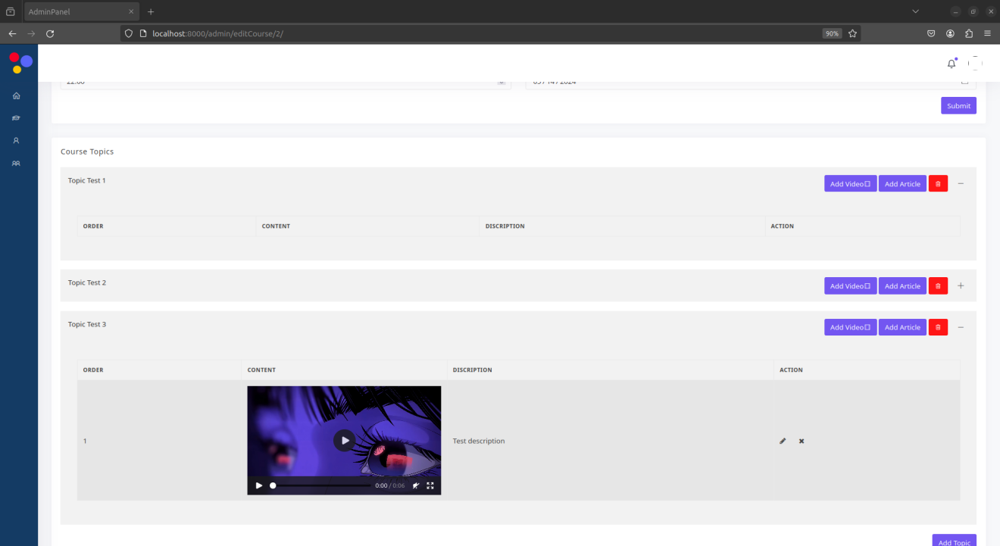 AdminPanel
localhost:8000/admin/editCourse/2/
90%
22:00
05 / 14 / 2024
Submit
Course Topics
Topic Test 1
Add Video
Add Article
ORDER
CONTENT
DISCRIPTION
ACTION
Topic Test 2
Add Video
Add Article
Topic Test 3
Add Video
Add Article
ORDER
CONTENT
DISCRIPTION
ACTION
1
0:00 / 0:06
Test description
Add Topic